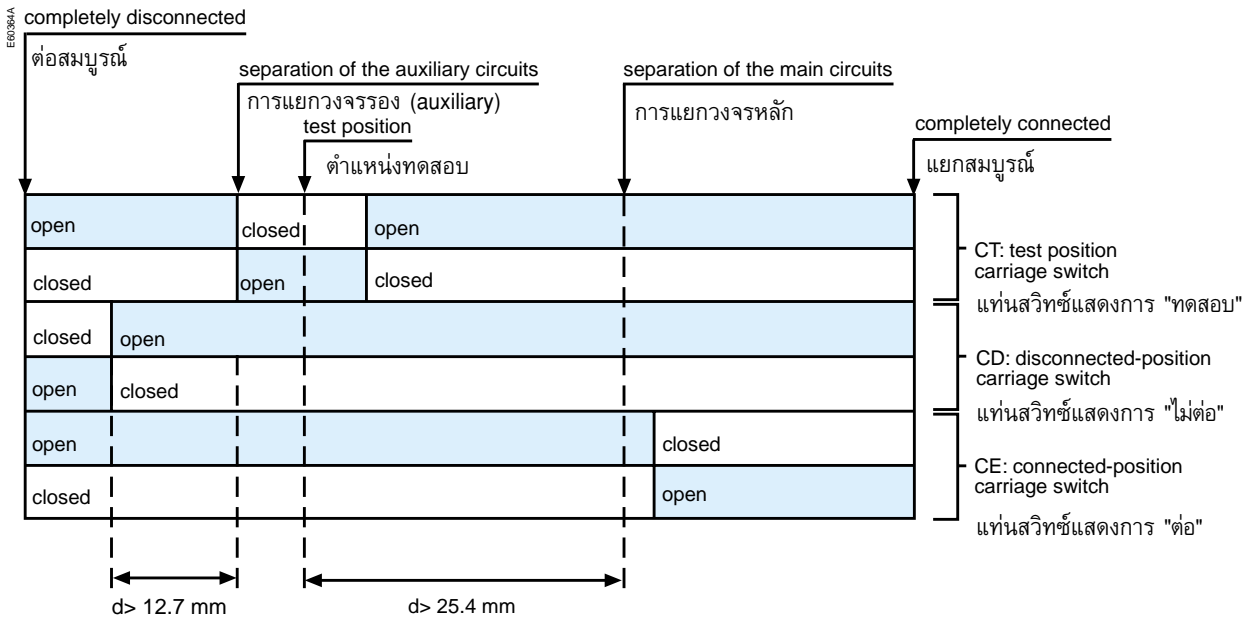 E60364A
completely disconnected
ต่อสมบูรณ์
separation of the auxiliary circuits
การแยกวงจรรอง (auxiliary)
test position
ตำแหน่งทดสอบ
separation of the main circuits
การแยกวงจรหลัก
completely connected
แยกสมบูรณ์
open closed open
closed open closed
CT: test position
carriage switch
แท่นสวิทซ์แสดงการ "ทดสอบ"
closed open
open closed
CD: disconnected-position
carriage switch
แท่นสวิทซ์แสดงการ "ไม่ต่อ"
open closed
closed open
CE: connected-position
carriage switch
แท่นสวิทซ์แสดงการ "ต่อ"
d> 12.7 mm
d> 25.4 mm